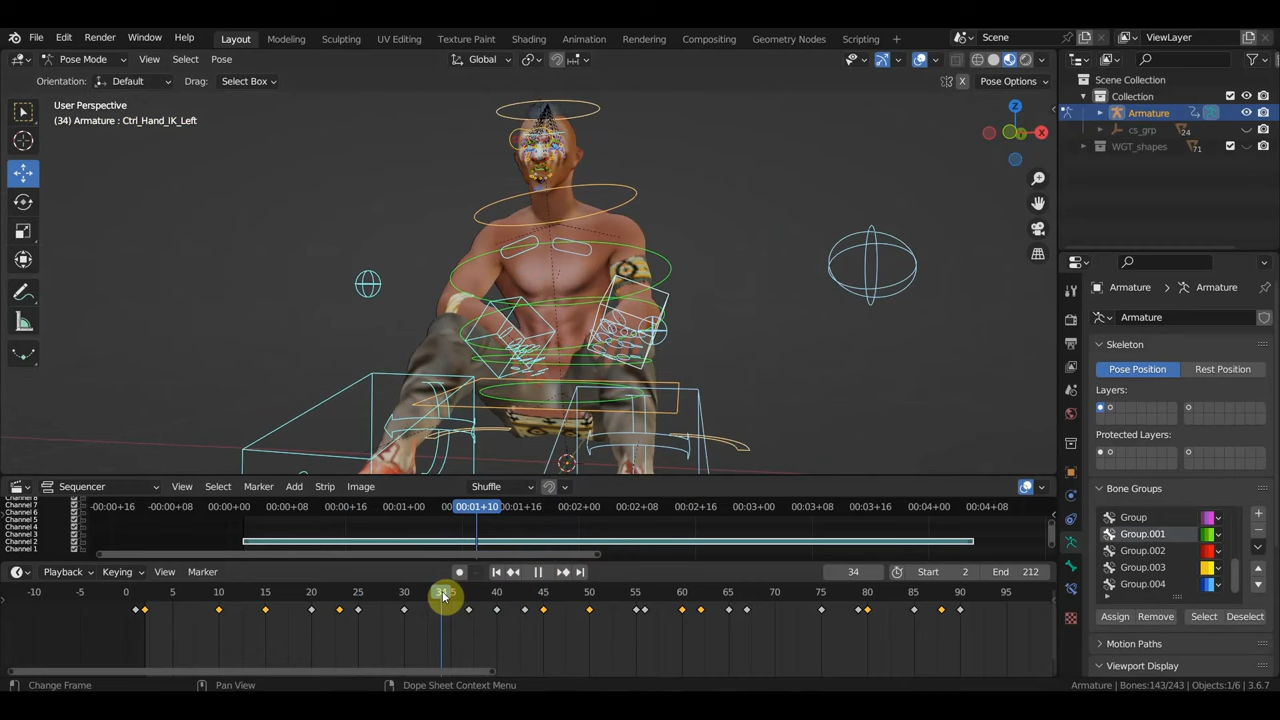 File Edit Render Window Help Layout Modeling Sculpting UV Editing Texture Paint Shading Animation Rendering Compositing Geometry Nodes Scripting + Scene ViewLayer
Pose Mode View Select Pose Global Scene Collection
Orientation: Default Drag: Select Box X Pose Options Collection
User Perspective Armature
(34) Armature : Ctrl_Hand_IK_Left cs_grp 24
WGT_shapes 71
Z
X
Y
Armature Armature
Armature
Skeleton
Pose Position Rest Position
Layers:
Protected Layers:
Bone Groups
Sequencer View Select Marker Add Strip Image Shuffle
Channel 7 -00:00+16 -00:00+08 00:00+00 00:00+08 00:00+16 00:01+00 00:01+10 00:02+00 00:02+08 00:02+16 00:03+00 00:03+08 00:03+16 00:04+00 00:04+08
Channel 6
Channel 5
Channel 4
Channel 3
Channel 2
Channel 1
Group
Group.001
Group.002
Group.003
Group.004
Playback Keying View Marker 34 Start 2 End 212
-10 -5 0 5 10 15 20 25 30 34 40 45 50 55 60 65 70 75 80 85 90 95
Assign Remove Select Deselect
Motion Paths
Viewport Display
Change Frame Pan View Dope Sheet Context Menu Armature | Bones:143/243 | Objects:1/6 | 3.6.7